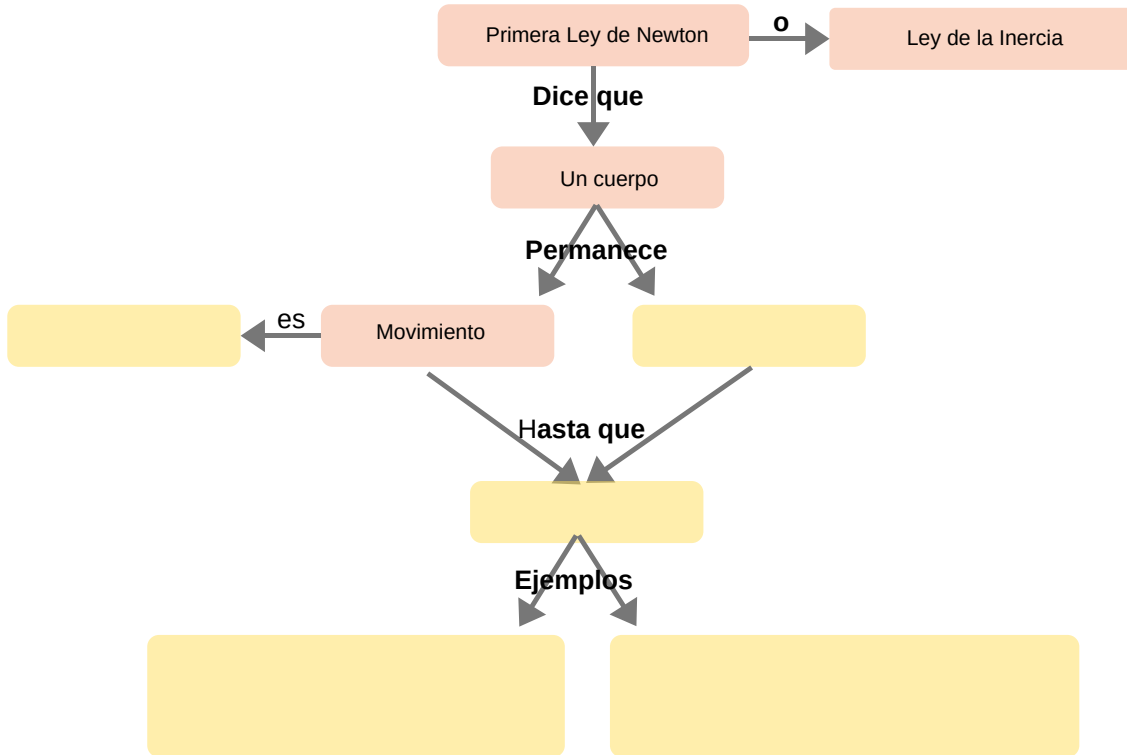 Primera Ley de Newton
o
Ley de la Inercia
Dice que
Un cuerpo
Permanece
es
Movimiento
Hasta que
Ejemplos